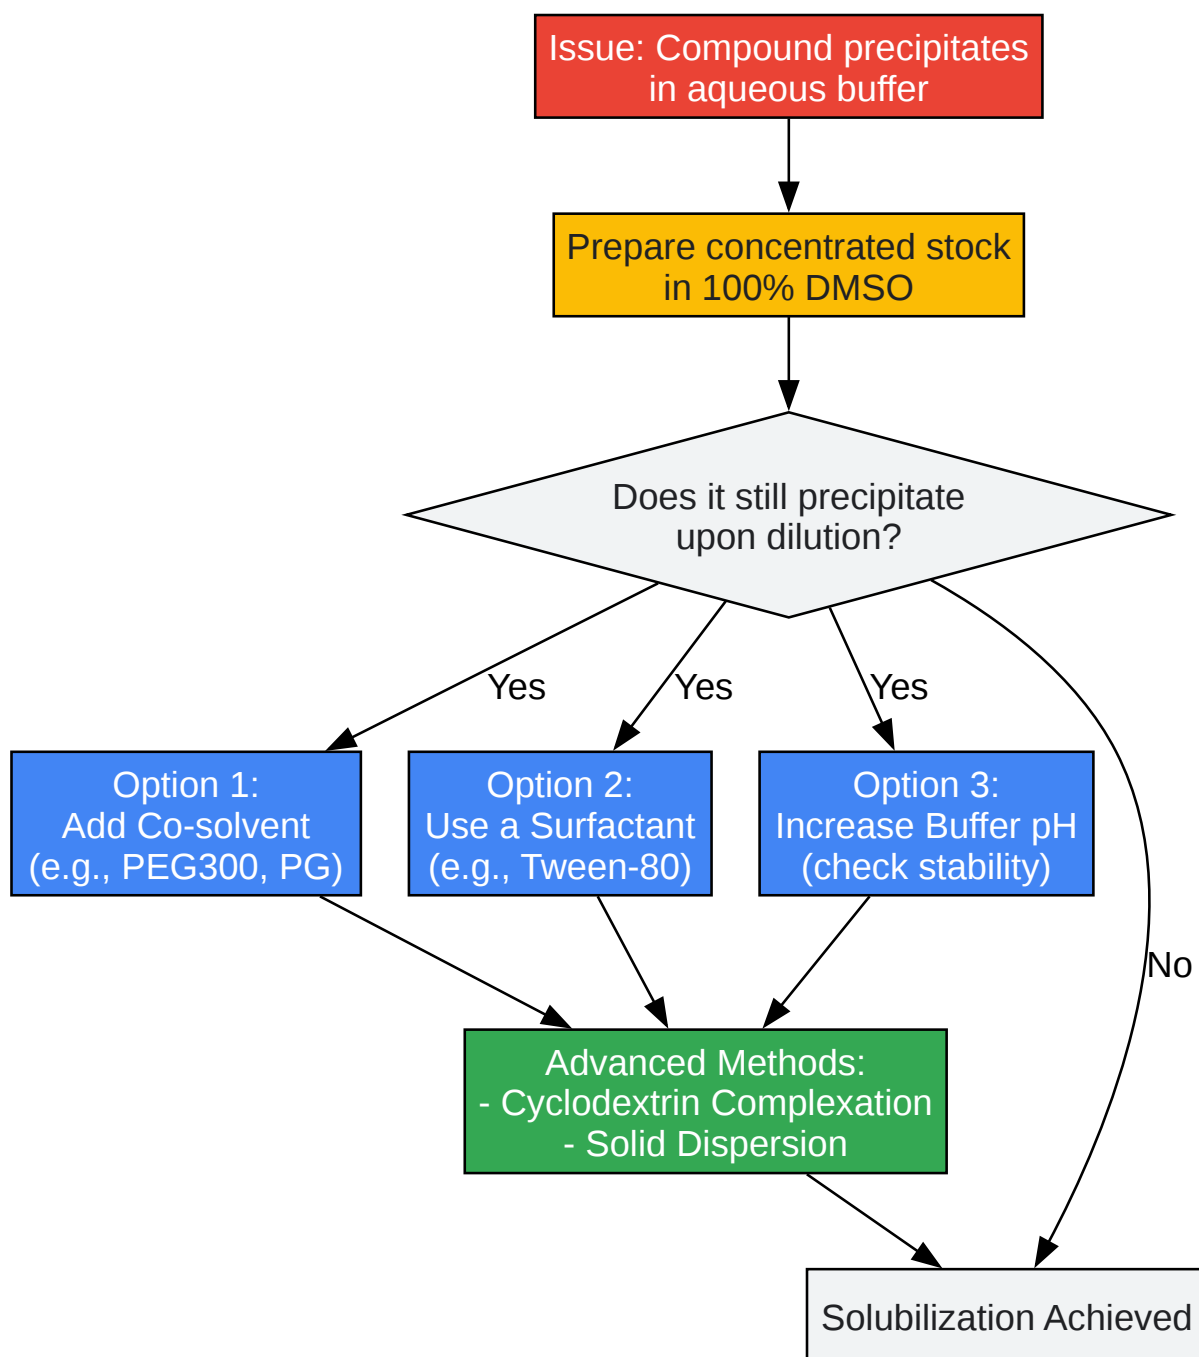 Issue: Compound precipitates
in aqueous buffer
Prepare concentrated stock
in 100% DMSO
Does it still precipitate
upon dilution?
Yes
Yes
Yes
Option 1:
Add Co-solvent
(e.g., PEG300, PG)
Option 2:
Use a Surfactant
(e.g., Tween-80)
Option 3:
Increase Buffer pH
(check stability)
No
Advanced Methods:
- Cyclodextrin Complexation
- Solid Dispersion
Solubilization Achieved